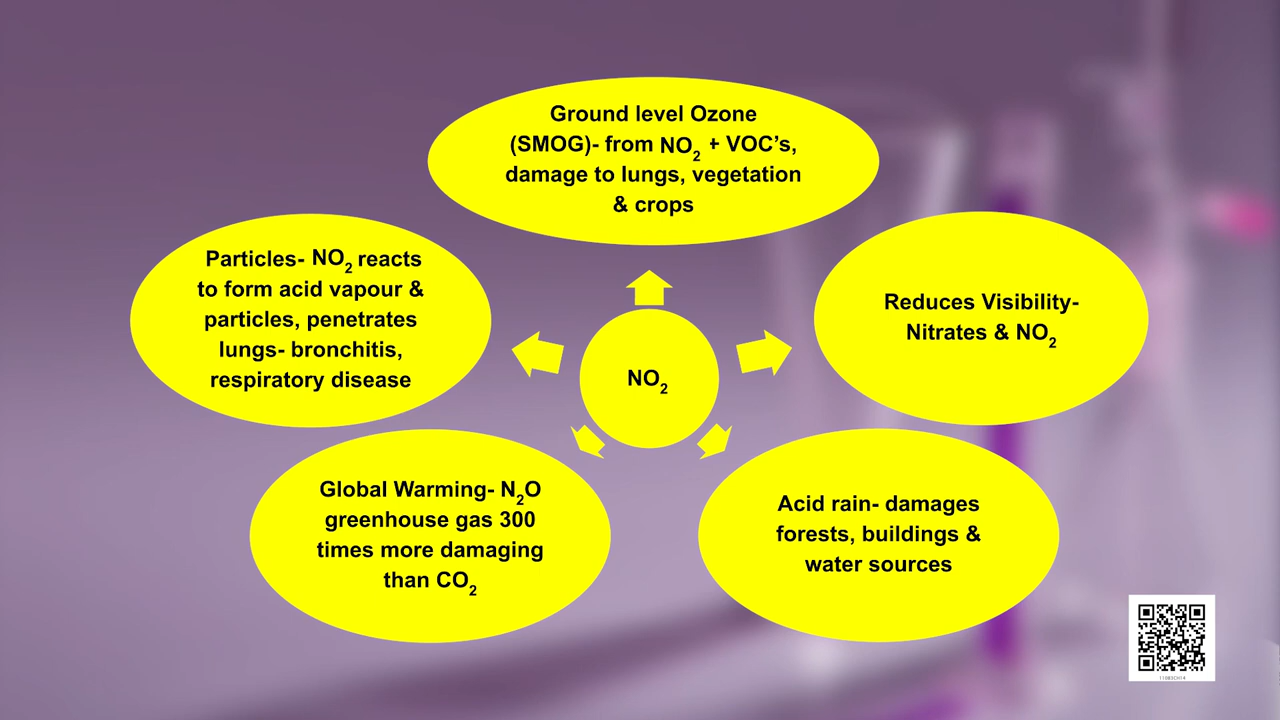 Ground level Ozone
(SMOG)- from NO₂ + VOC’s,
damage to lungs, vegetation
& crops
Particles- NO₂ reacts
to form acid vapour &
particles, penetrates
lungs- bronchitis,
respiratory disease
Reduces Visibility-
Nitrates & NO₂
NO₂
Global Warming- N₂O
greenhouse gas 300
times more damaging
than CO₂
Acid rain- damages
forests, buildings &
water sources